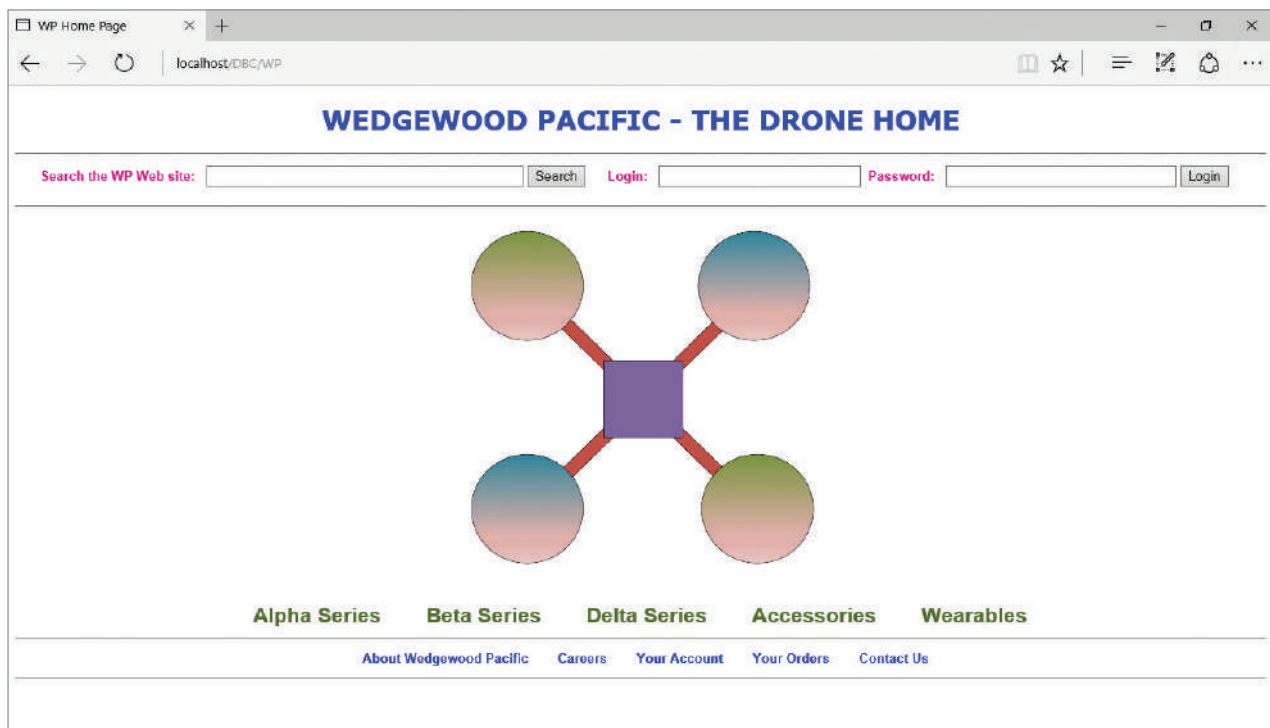 WP Home Page
localhost/DBC/WP
WEDGEWOOD PACIFIC - THE DRONE HOME
Search the WP Web site: Search Login: Password: Login
Alpha Series Beta Series Delta Series Accessories Wearables
About Wedgewood Pacific Careers Your Account Your Orders Contact Us